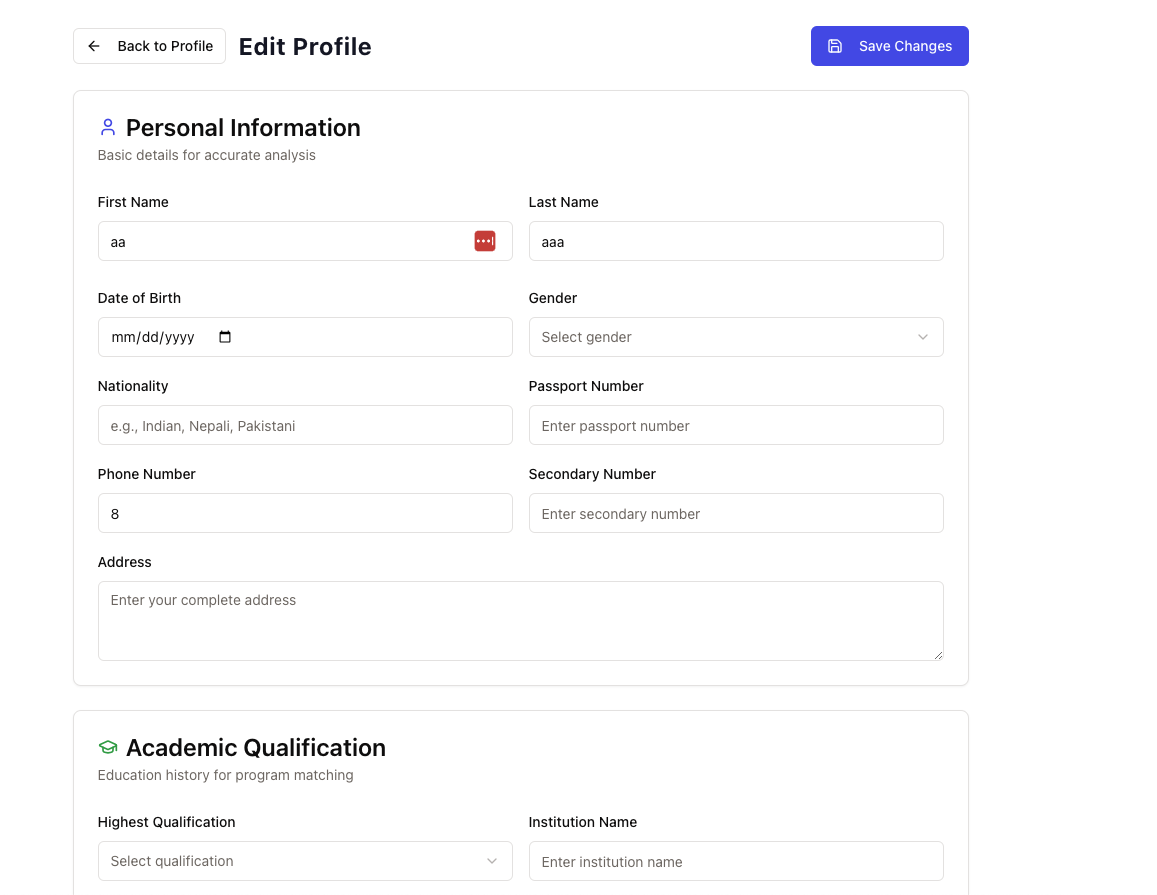 Back to Profile
Edit Profile
Save Changes
Personal Information
Basic details for accurate analysis
First Name
Last Name
aa
aaa
Date of Birth
Gender
mm/dd/yyyy
Select gender
Nationality
Passport Number
e.g., Indian, Nepali, Pakistani
Enter passport number
Phone Number
Secondary Number
8
Enter secondary number
Address
Enter your complete address
Academic Qualification
Education history for program matching
Highest Qualification
Institution Name
Select qualification
Enter institution name